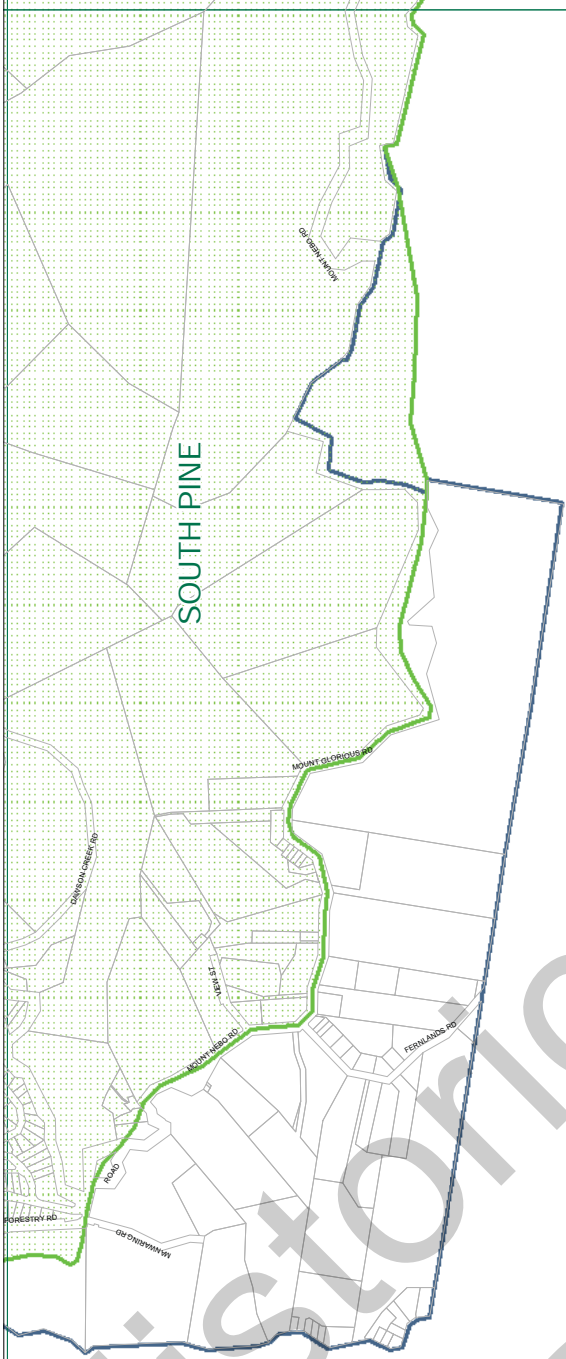 MOUNT NEBO RD
SOUTH PINE
MOUNT GLORIOUS RD
DAWSON CREEK RD
VIEW ST
MOUNT NEBO RD
FERNLANDS RD
ROAD
FORESTRY RD
MANWARING RD
istoric